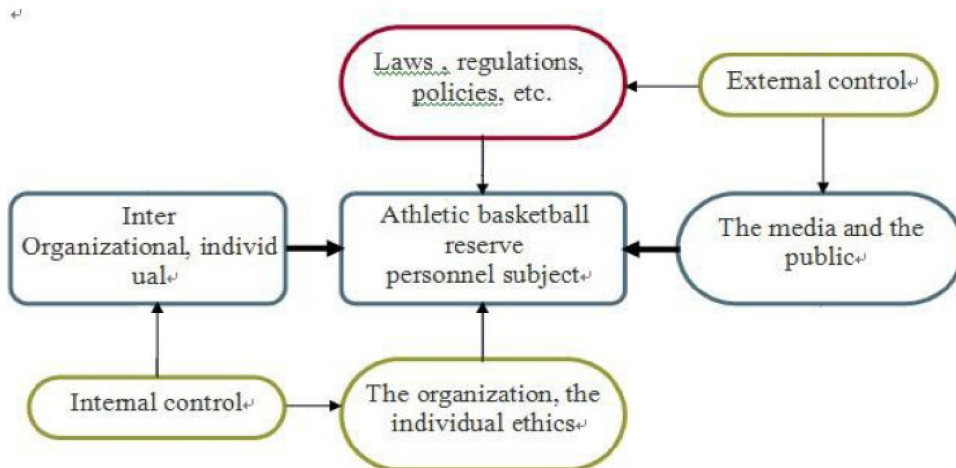 Laws , regulations,
policies, etc.
External control↵
Inter
Organizational, individ
ual↵
Athletic basketball
reserve
personnel subject↵
The media and the
public↵
Internal control↵
The organization, the
individual ethics↵